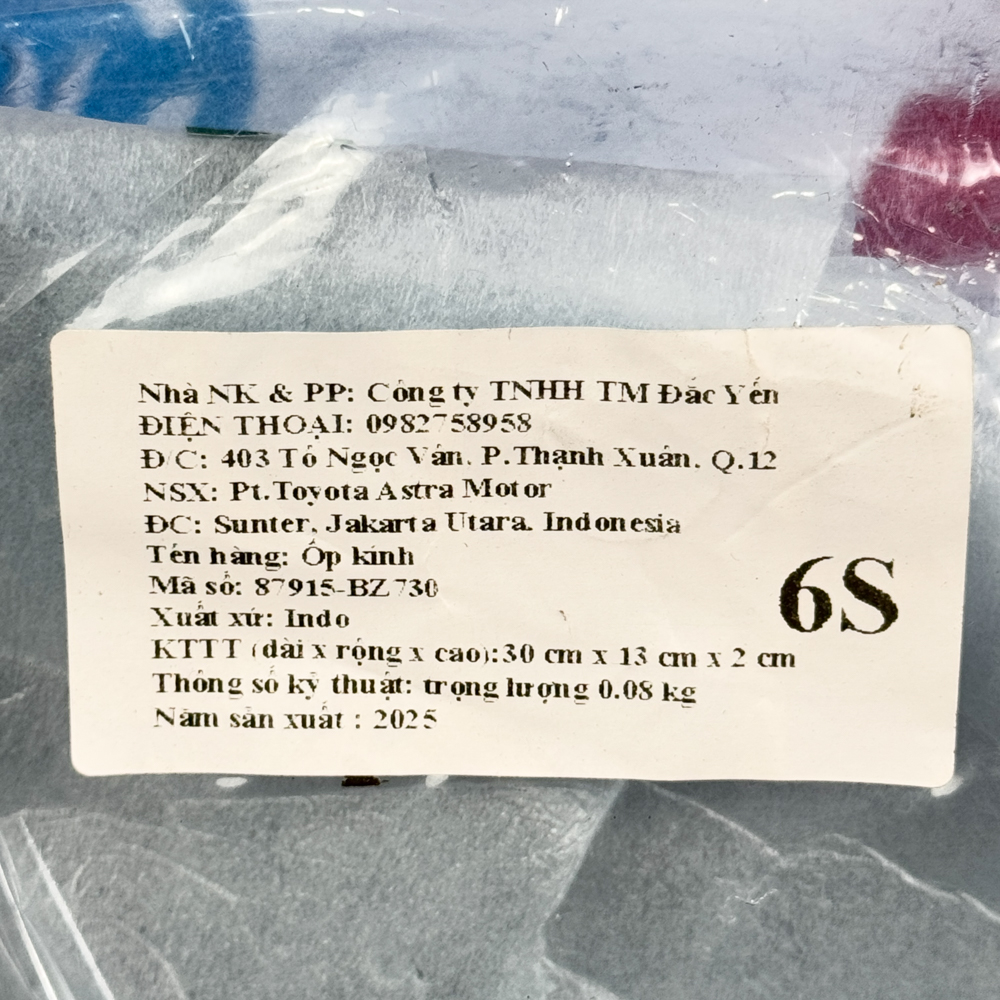 Nhà NK & PP: Công ty TNHH TM Đắc Yến
ĐIỆN THOẠI: 0982758958
Đ/C: 403 Tô Ngọc Vân, P.Thạnh Xuân, Q.12
NSX: Pt.Toyota Astra Motor
ĐC: Sunter, Jakarta Utara. Indonesia
Tên hàng: Ốp kính
Mã số: 87915-BZ730
6S
Xuất xứ: Indo
KTTT (dài x rộng x cao):30 cm x 13 cm x 2 cm
Thông số kỹ thuật: trọng lượng 0.08 kg
Năm sản xuất : 2025